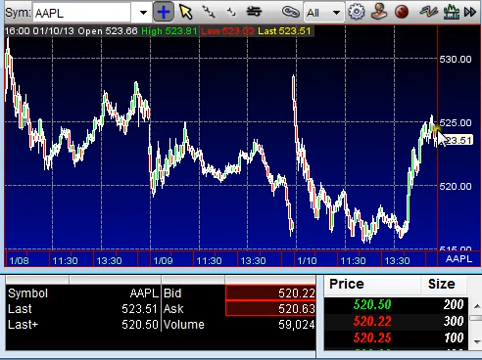 Sym: AAPL All
16:00 01/10/13 Open 523.66 High 523.81 Low Last 523.51
530.00
525.00
523.51
520.00
515.00
1/08 11:30 13:30 1/09 11:30 13:30 1/10 11:30 13:30 AAPL
Symbol AAPL Bid 520.22
Last 523.51 Ask 520.63
Last+ 520.50 Volume 59,024
Price Size
520.50 200
520.22 300
520.25 100